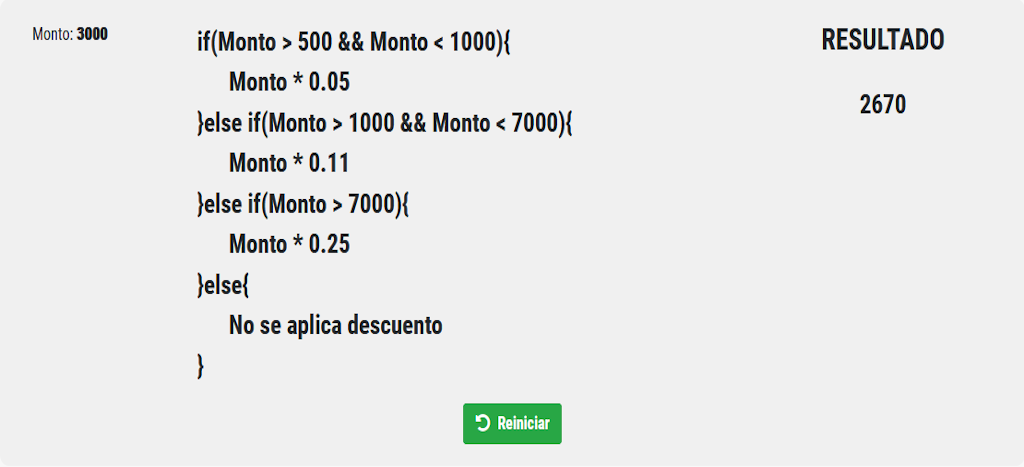 Monto: 3000
if(Monto > 500 && Monto < 1000){
Monto * 0.05
}else if(Monto > 1000 && Monto < 7000){
Monto * 0.11
}else if(Monto > 7000){
Monto * 0.25
}else{
No se aplica descuento
}
RESULTADO
2670
Reiniciar